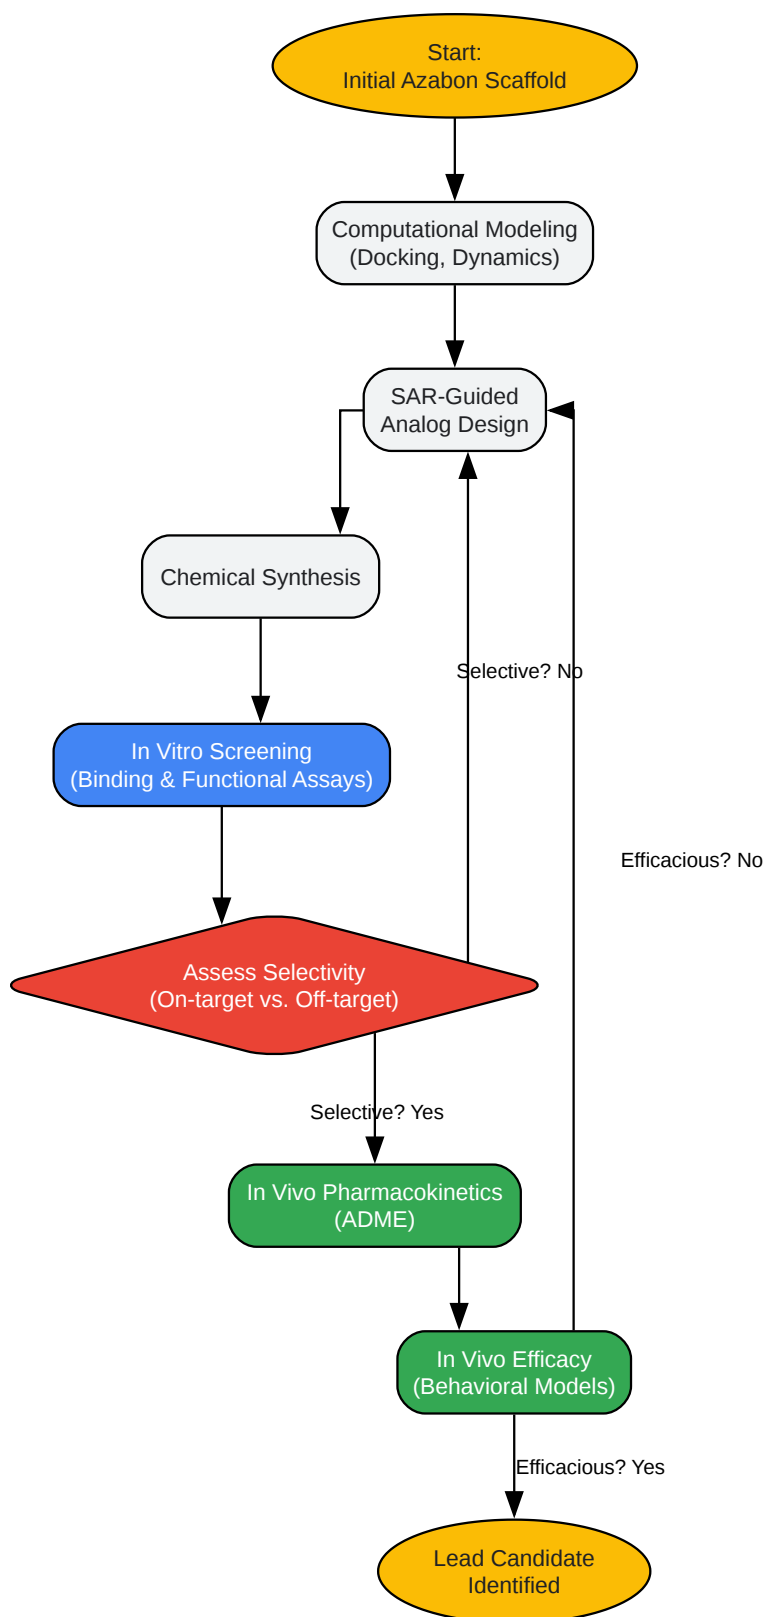 Start:
Initial Azabon Scaffold
Computational Modeling
(Docking, Dynamics)
SAR-Guided
Analog Design
Chemical Synthesis
Selective? No
In Vitro Screening
(Binding & Functional Assays)
Efficacious? No
Assess Selectivity
(On-target vs. Off-target)
Selective? Yes
In Vivo Pharmacokinetics
(ADME)
In Vivo Efficacy
(Behavioral Models)
Efficacious? Yes
Lead Candidate
Identified